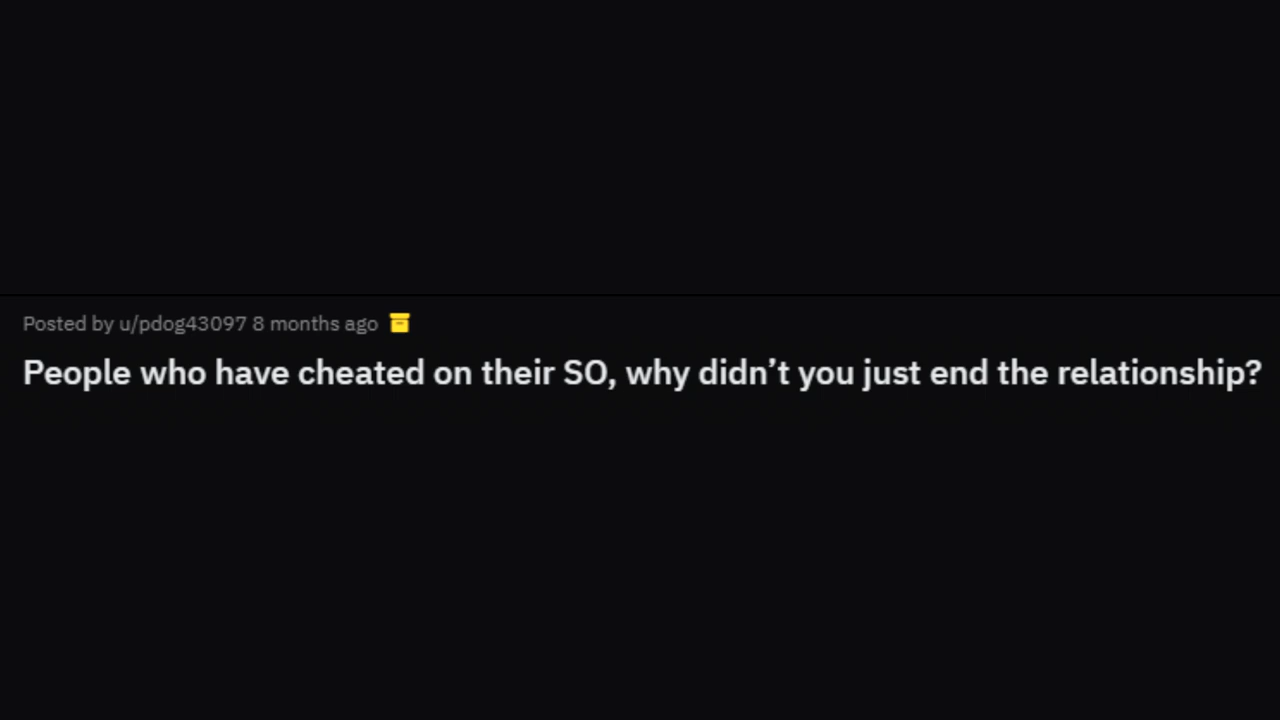 Posted by u/pdog43097 8 months ago
People who have cheated on their SO, why didn’t you just end the relationship?